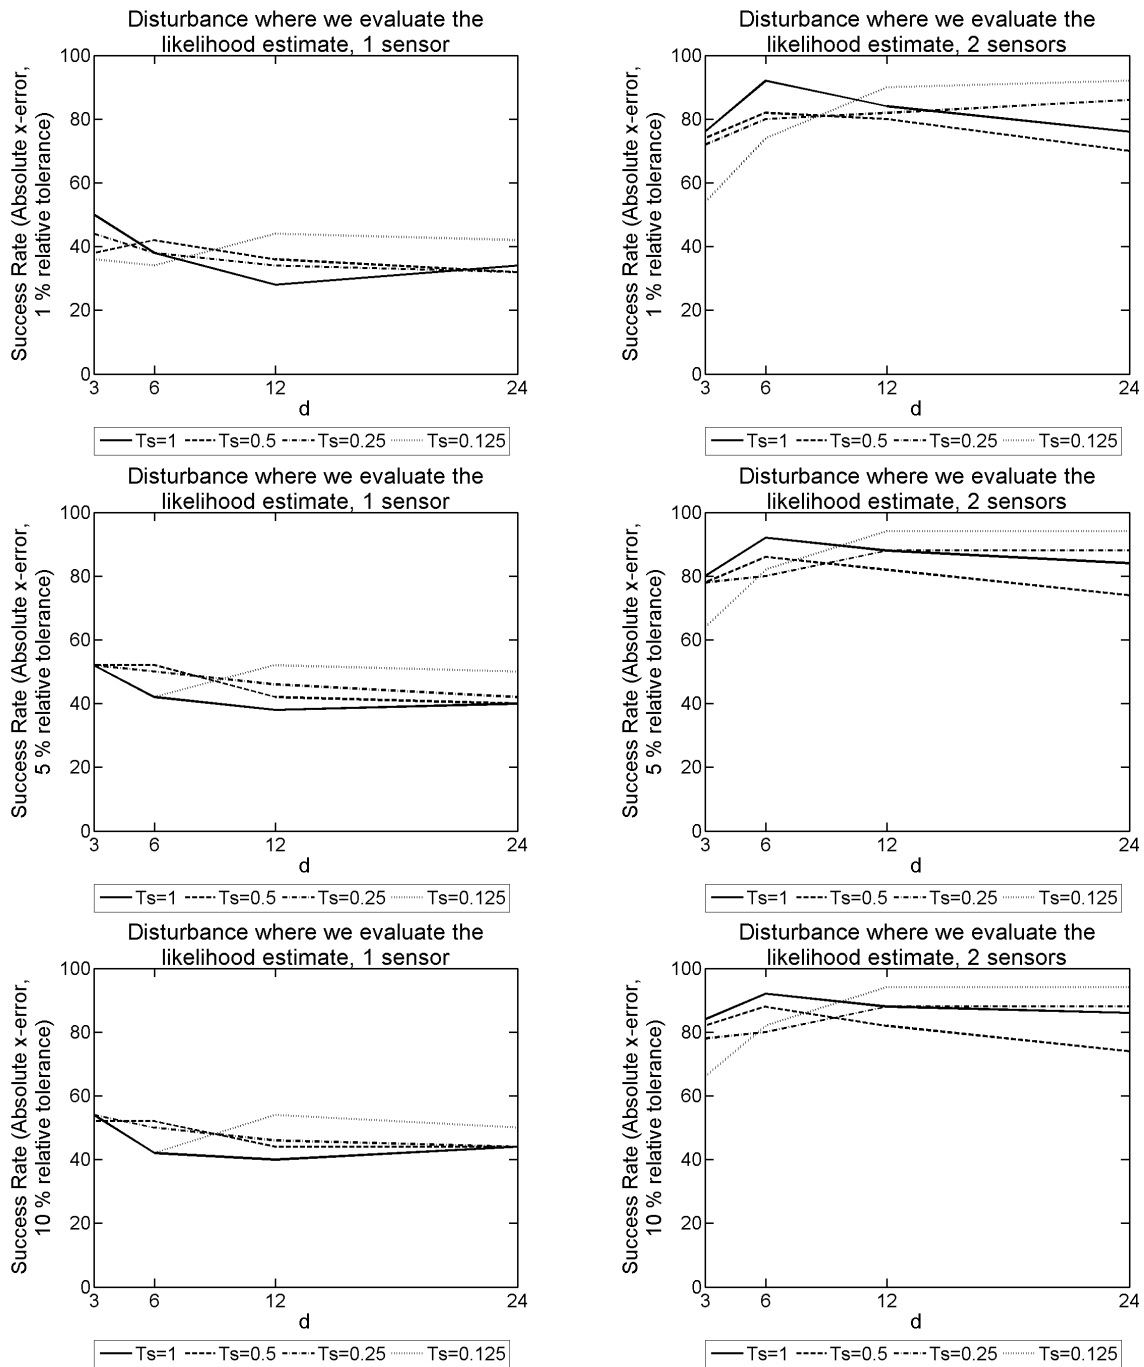 Disturbance where we evaluate the
likelihood estimate, 1 sensor
Success Rate (Absolute x-error,
1 % relative tolerance)
100
80
60
40
20
0
3 6 12 24
d
Ts=1 Ts=0.5 Ts=0.25 Ts=0.125
Disturbance where we evaluate the
likelihood estimate, 2 sensors
Success Rate (Absolute x-error,
1 % relative tolerance)
100
80
60
40
20
0
3 6 12 24
d
Ts=1 Ts=0.5 Ts=0.25 Ts=0.125
Disturbance where we evaluate the
likelihood estimate, 1 sensor
Success Rate (Absolute x-error,
5 % relative tolerance)
100
80
60
40
20
0
3 6 12 24
d
Ts=1 Ts=0.5 Ts=0.25 Ts=0.125
Disturbance where we evaluate the
likelihood estimate, 2 sensors
Success Rate (Absolute x-error,
5 % relative tolerance)
100
80
60
40
20
0
3 6 12 24
d
Ts=1 Ts=0.5 Ts=0.25 Ts=0.125
Disturbance where we evaluate the
likelihood estimate, 1 sensor
Success Rate (Absolute x-error,
10 % relative tolerance)
100
80
60
40
20
0
3 6 12 24
d
Ts=1 Ts=0.5 Ts=0.25 Ts=0.125
Disturbance where we evaluate the
likelihood estimate, 2 sensors
Success Rate (Absolute x-error,
10 % relative tolerance)
100
80
60
40
20
0
3 6 12 24
d
Ts=1 Ts=0.5 Ts=0.25 Ts=0.125